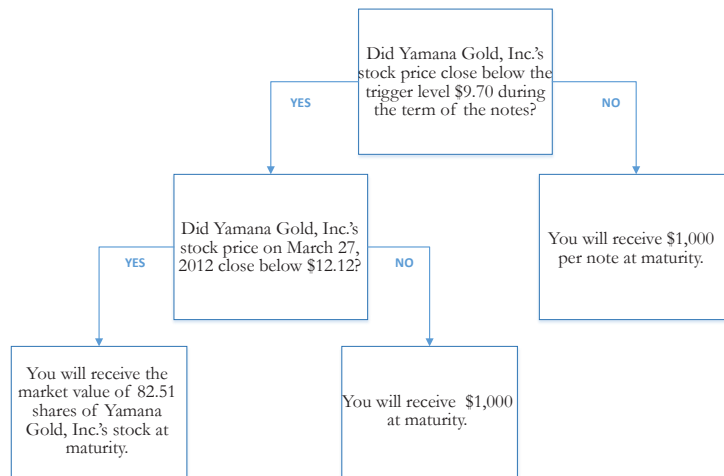 Did Yamana Gold, Inc.'s
stock price close below the
trigger level $9.70 during
the term of the notes?
YES
NO
Did Yamana Gold, Inc.'s
stock price on March 27,
2012 close below $12.12?
You will receive $1,000
per note at maturity.
YES
NO
You will receive the
market value of 82.51
shares of Yamana
Gold, Inc.'s stock at
maturity.
You will receive $1,000
at maturity.